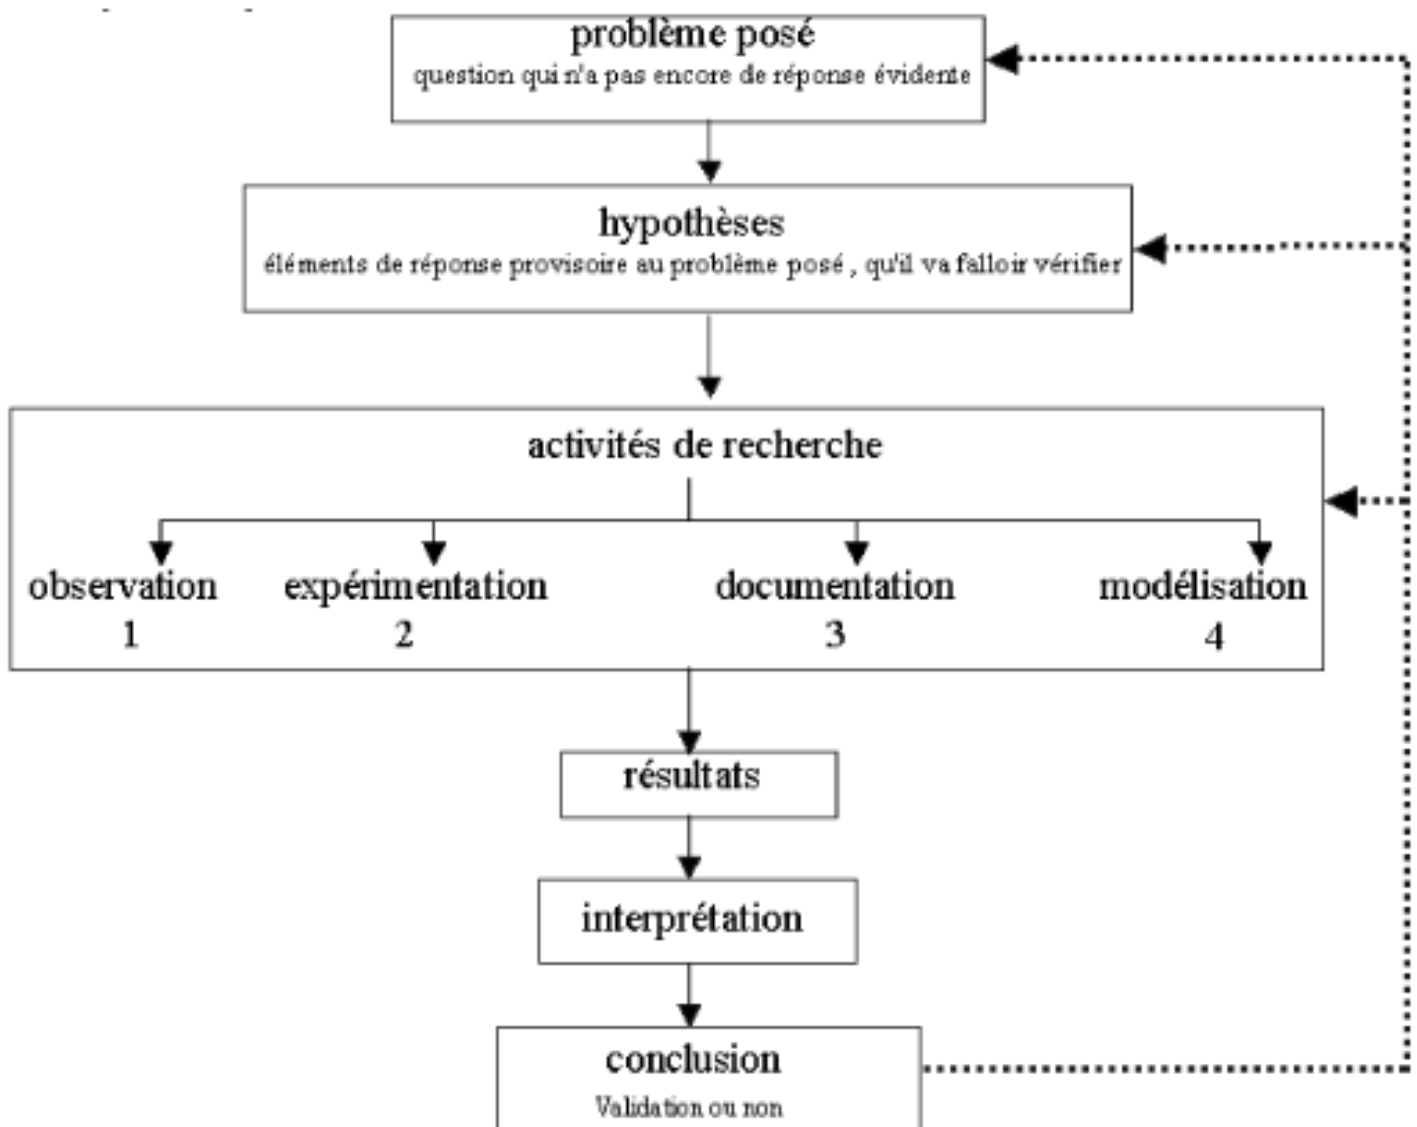 problème posé
question qui n'a pas encore de réponse évidente
hypothèses
éléments de réponse provisoire au problème posé , qu'il va falloir vérifier
activités de recherche
observation expérimentation documentation modélisation
1 2 3 4
résultats
interprétation
conclusion
Validation ou non